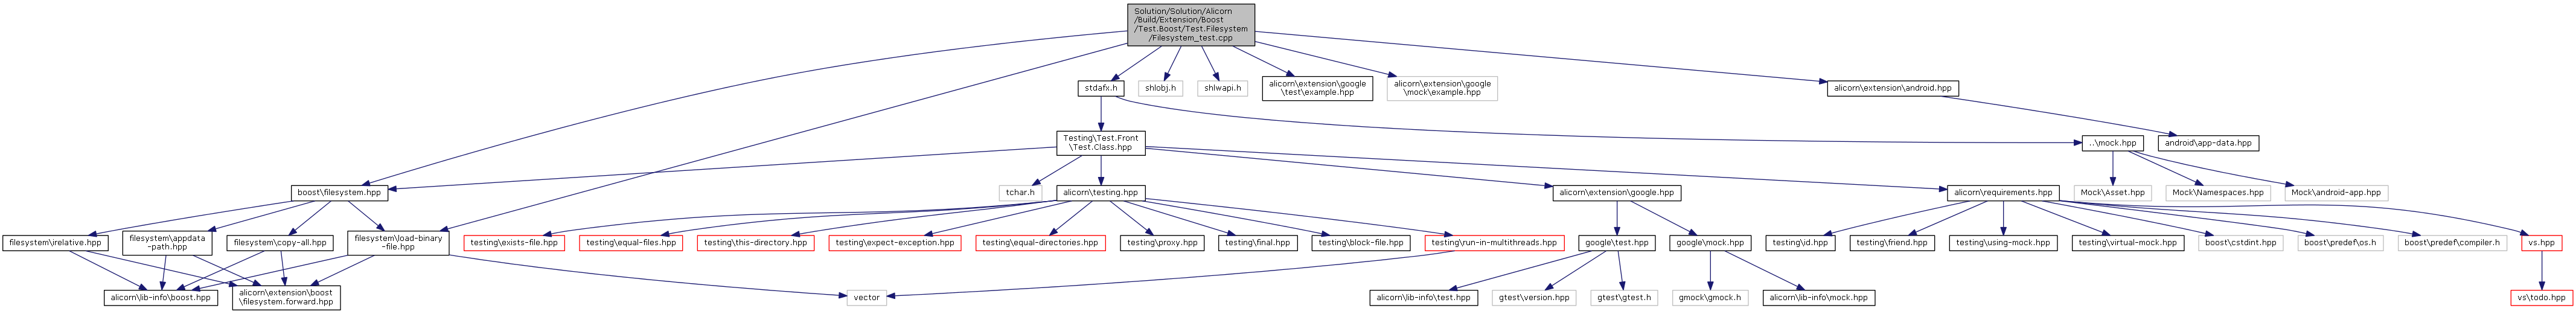 Solution/Solution/Alicorn
/Build/Extension/Boost
/Test.Boost/Test.Filesystem
/Filesystem_test.cpp
stdafx.h
shlobj.h
shlwapi.h
alicorn\extension\google
\test\example.hpp
alicorn\extension\google
\mock\example.hpp
alicorn\extension\android.hpp
Testing\Test.Front
\Test.Class.hpp
..\mock.hpp
android\app-data.hpp
boost\filesystem.hpp
tchar.h
alicorn\testing.hpp
alicorn\extension\google.hpp
alicorn\requirements.hpp
Mock\Asset.hpp
Mock\Namespaces.hpp
Mock\android-app.hpp
filesystem\irelative.hpp
filesystem\appdata
-path.hpp
filesystem\copy-all.hpp
filesystem\load-binary
-file.hpp
testing\exists-file.hpp
testing\equal-files.hpp
testing\this-directory.hpp
testing\expect-exception.hpp
testing\equal-directories.hpp
testing\proxy.hpp
testing\final.hpp
testing\block-file.hpp
testing\run-in-multithreads.hpp
google\test.hpp
google\mock.hpp
testing\id.hpp
testing\friend.hpp
testing\using-mock.hpp
testing\virtual-mock.hpp
boost\cstdint.hpp
boost\predef\os.h
boost\predef\compiler.h
vs.hpp
alicorn\lib-info\boost.hpp
alicorn\extension\boost
\filesystem.forward.hpp
vector
alicorn\lib-info\test.hpp
gtest\version.hpp
gtest\gtest.h
gmock\gmock.h
alicorn\lib-info\mock.hpp
vs\todo.hpp